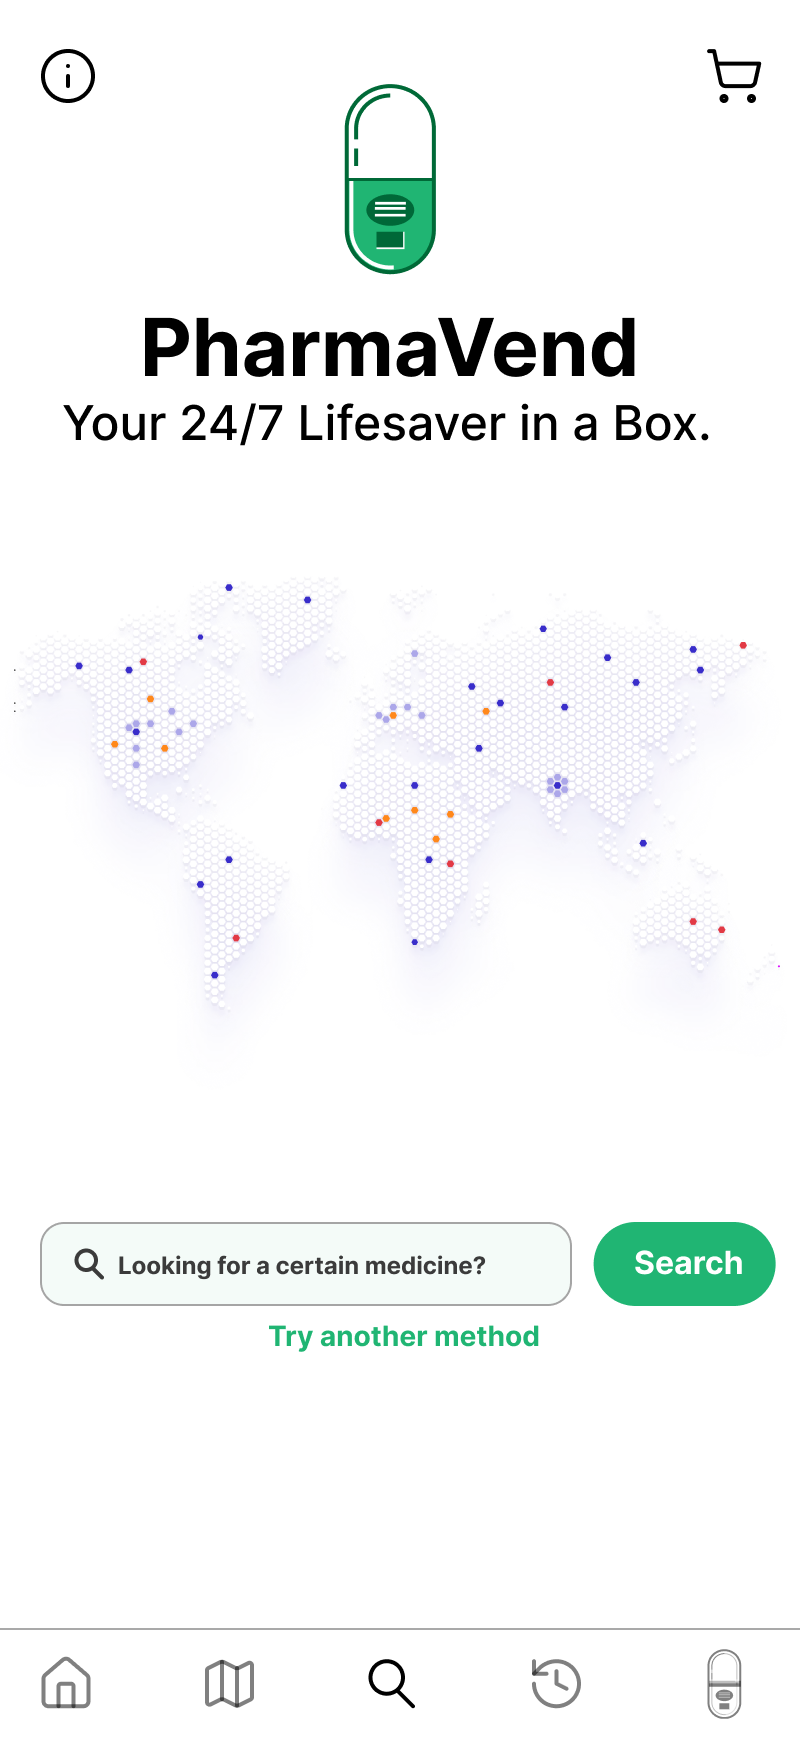 PharmaVend
Your 24/7 Lifesaver in a Box.
Looking for a certain medicine?
Search
Try another method